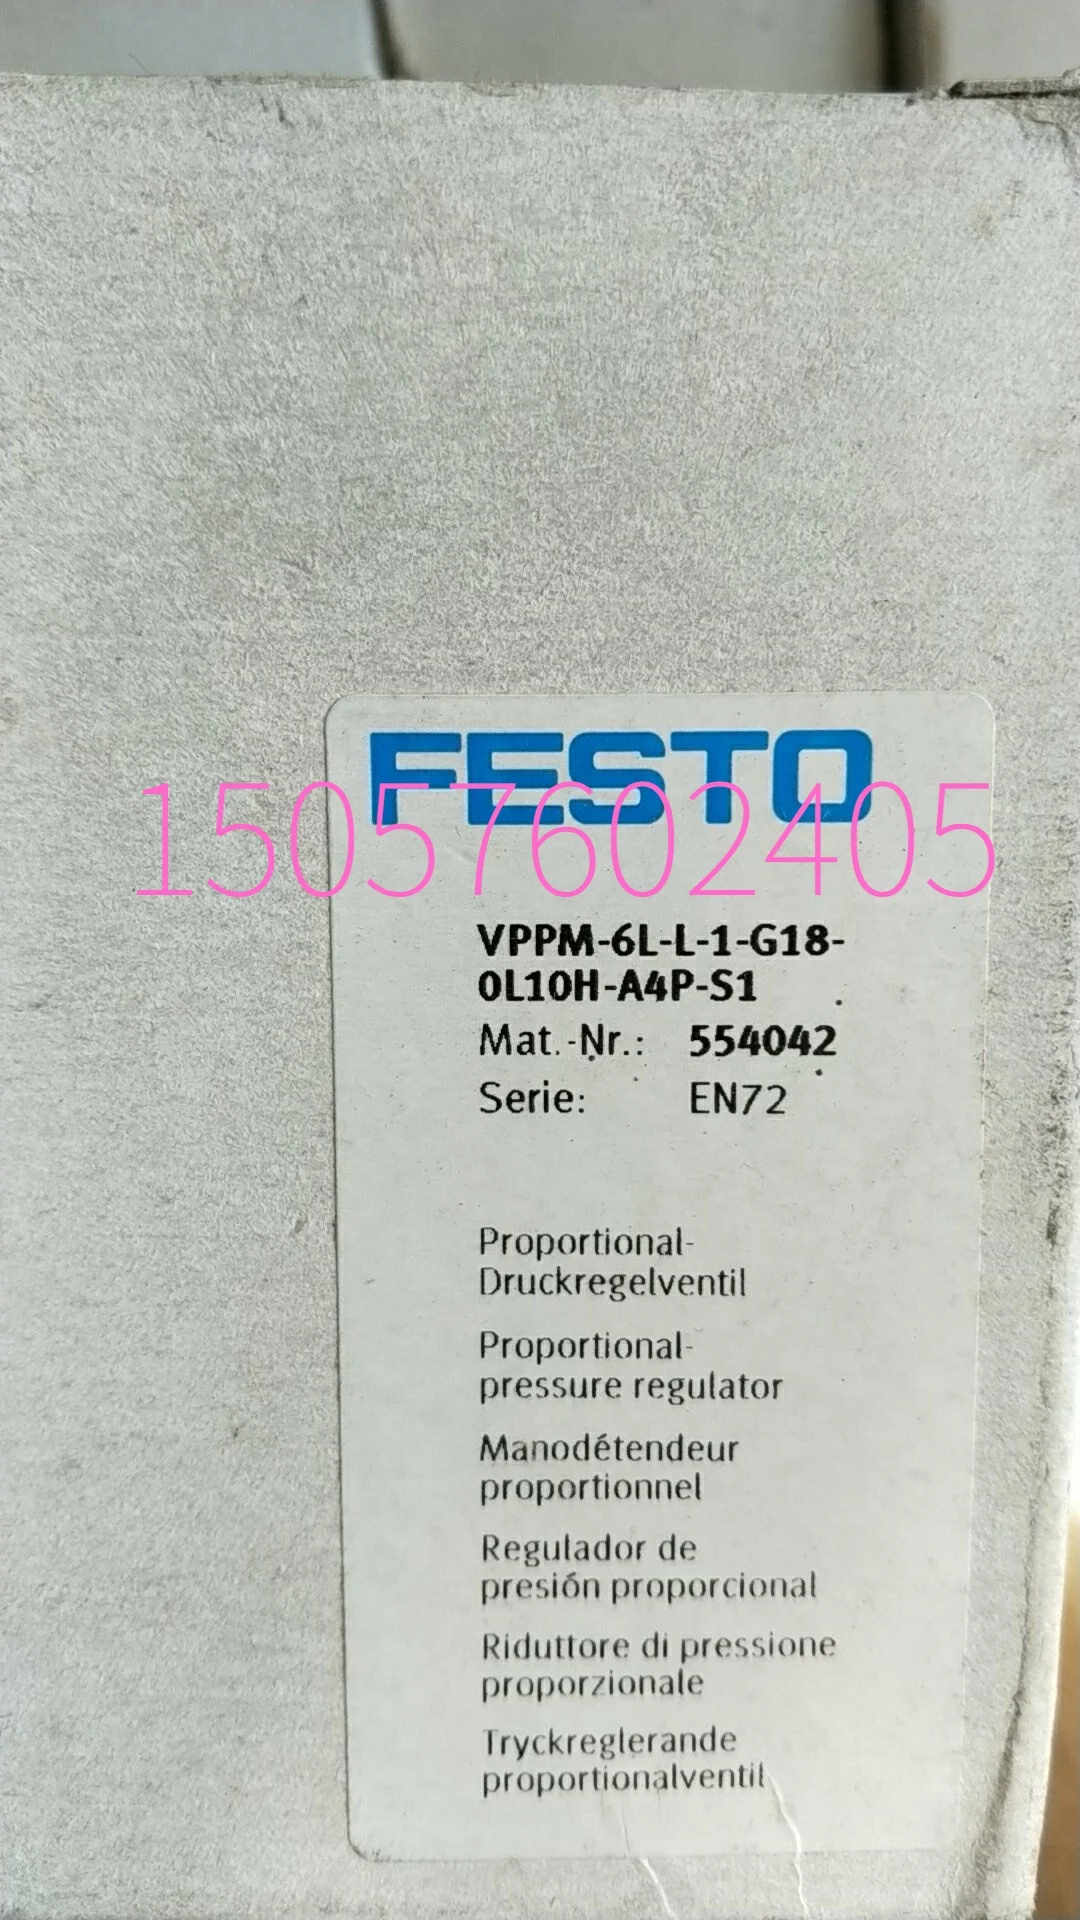 FESTO
15057602405
VPPM-6L-L-1-G18-
0L10H-A4P-S1
Mat.-Nr.: 554042
Serie: EN72
Proportional-
Druckregelventil
Proportional-
pressure regulator
Manodétendeur
proportionnel
Regulador de
presión proporcional
Riduttore di pressione
proporzionale
Tryckreglerande
proportionalventil